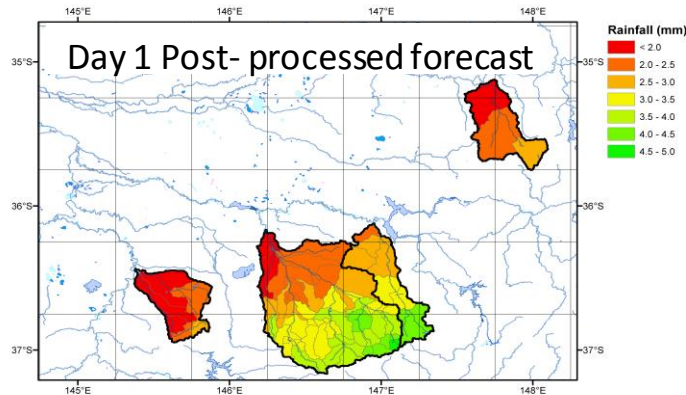 Day 1 Post- processed forecast
Rainfall (mm)
< 2.0
2.0 - 2.5
2.5 - 3.0
3.0 - 3.5
3.5 - 4.0
4.0 - 4.5
4.5 - 5.0
35°S
35°S
36°S
36°S
37°S
37°S
145°E
146°E
147°E
148°E
145°E
146°E
147°E
148°E